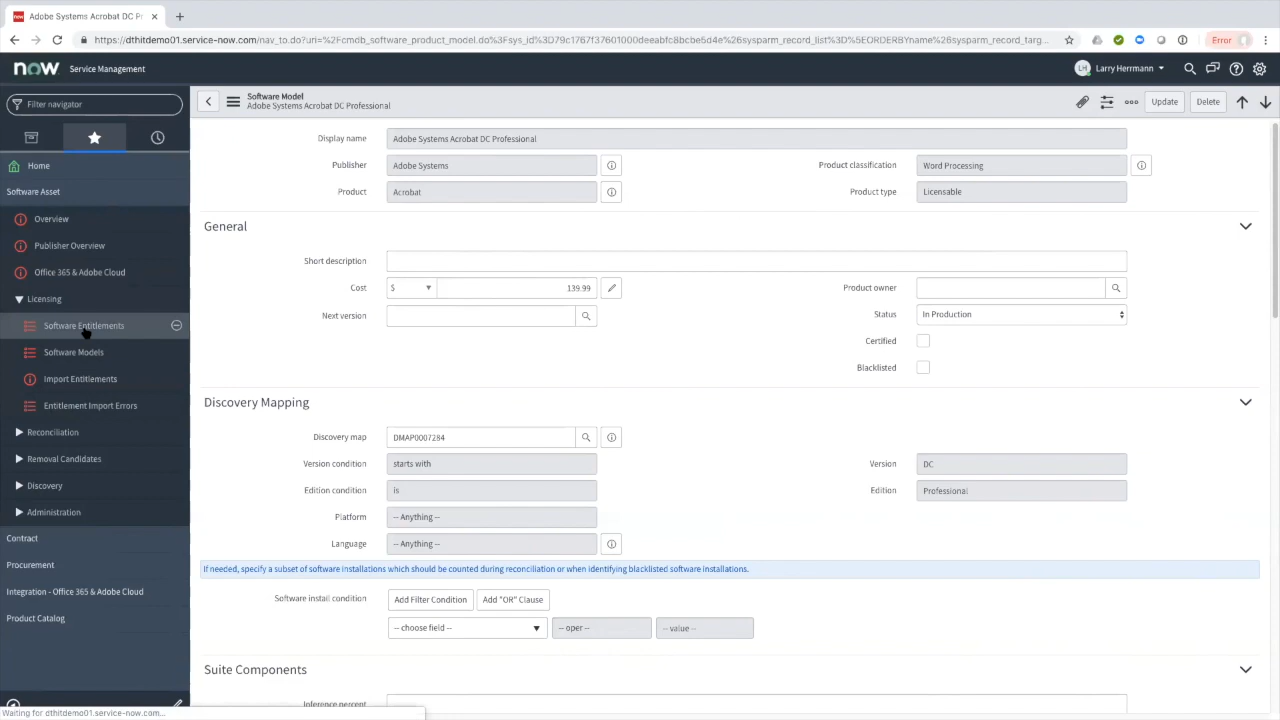 Adobe Systems Acrobat DC Pr
https://dthitdemo01.service-now.com/nav_to.do?uri=%2Fcmdb_software_product_model.do%3Fsys_id%3D79c1767f37601000deeabfc8bcbe5d4e%26sysparm_record_list%3D%5EORDERBYname%26sysparm_record_targ...
Error
now Service Management
LH Larry Herrmann
Filter navigator
Home
Software Asset
Overview
Publisher Overview
Office 365 & Adobe Cloud
Licensing
Software Entitlements
Software Models
Import Entitlements
Entitlement Import Errors
Reconciliation
Removal Candidates
Discovery
Administration
Contract
Procurement
Integration - Office 365 & Adobe Cloud
Product Catalog
Waiting for dthitdemo01.service-now.com...
Software Model
Adobe Systems Acrobat DC Professional
Update Delete
Display name Adobe Systems Acrobat DC Professional
Publisher Adobe Systems Product classification Word Processing
Product Acrobat Product type Licensable
General
Short description
Cost $ 139.99 Product owner
Next version Status In Production
Certified
Blacklisted
Discovery Mapping
Discovery map DMAP0007284
Version condition starts with Version DC
Edition condition is Edition Professional
Platform -- Anything --
Language -- Anything --
If needed, specify a subset of software installations which should be counted during reconciliation or when identifying blacklisted software installations.
Software install condition Add Filter Condition Add "OR" Clause
-- choose field -- -- oper -- -- value --
Suite Components
Inference percent